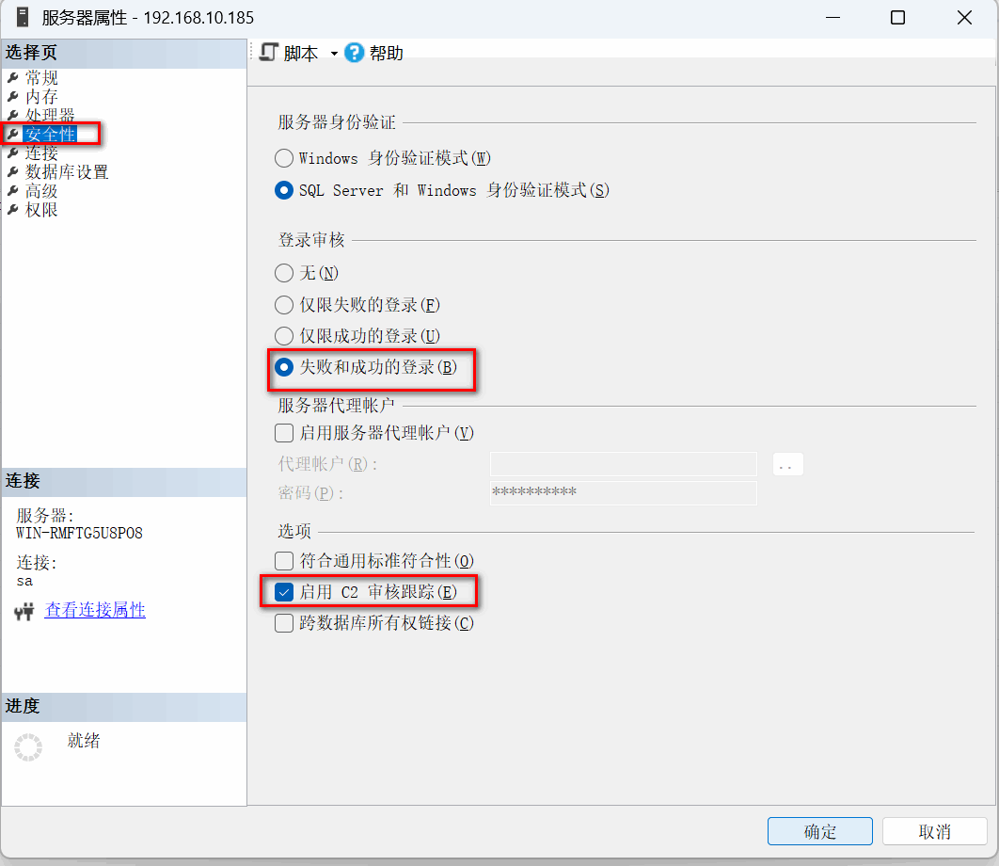 服务器属性 - 192.168.10.185
选择页
常规
内存
处理器
安全性
连接
数据库设置
高级
权限
连接
服务器:
WIN-RMFTG5U8PO8
连接:
sa
查看连接属性
进度
就绪
脚本
帮助
服务器身份验证
Windows 身份验证模式(W)
SQL Server 和 Windows 身份验证模式(S)
登录审核
无(N)
仅限失败的登录(F)
仅限成功的登录(U)
失败和成功的登录(B)
服务器代理帐户
启用服务器代理帐户(V)
代理帐户(R):
..
密码(P):
**********
选项
符合通用标准符合性(O)
启用 C2 审核跟踪(E)
跨数据库所有权链接(C)
确定
取消